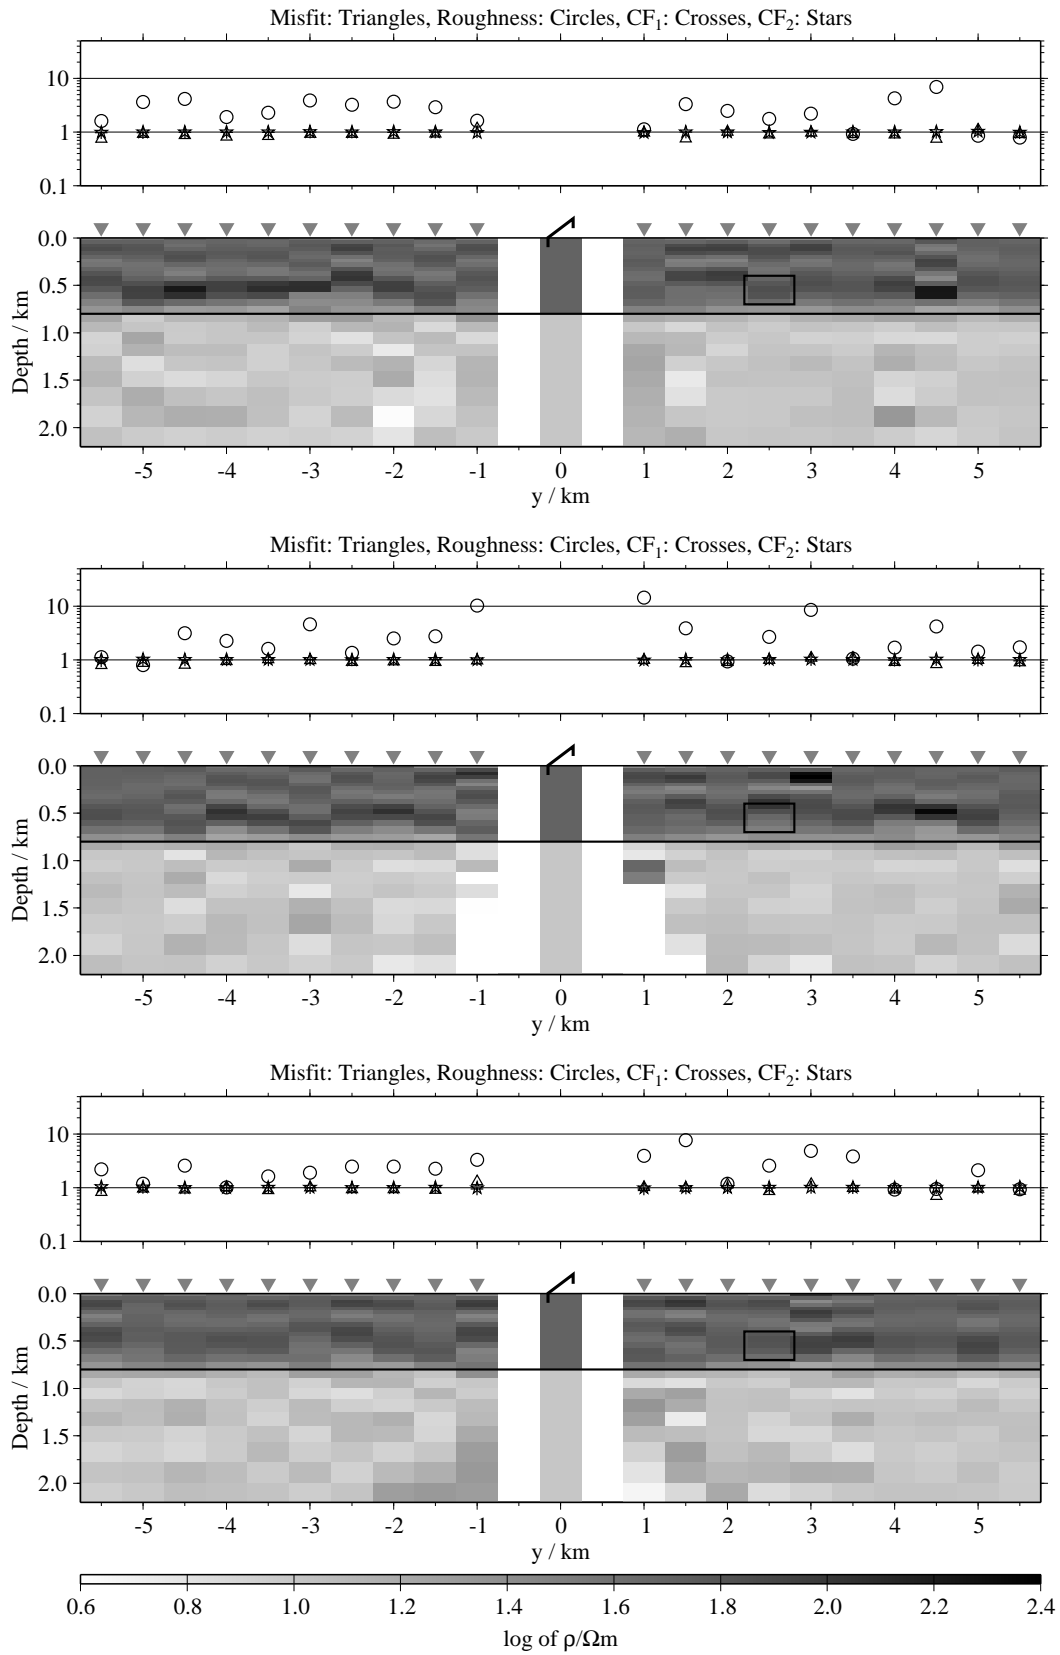 Misfit: Triangles, Roughness: Circles, CF1: Crosses, CF2: Stars
10
1
0.1
0.0
0.5
1.0
1.5
2.0
Depth / km
-5 -4 -3 -2 -1 0 1 2 3 4 5
y / km
Misfit: Triangles, Roughness: Circles, CF1: Crosses, CF2: Stars
10
1
0.1
0.0
0.5
1.0
1.5
2.0
Depth / km
-5 -4 -3 -2 -1 0 1 2 3 4 5
y / km
Misfit: Triangles, Roughness: Circles, CF1: Crosses, CF2: Stars
10
1
0.1
0.0
0.5
1.0
1.5
2.0
Depth / km
-5 -4 -3 -2 -1 0 1 2 3 4 5
y / km
0.6 0.8 1.0 1.2 1.4 1.6 1.8 2.0 2.2 2.4
log of ρ/Ωm